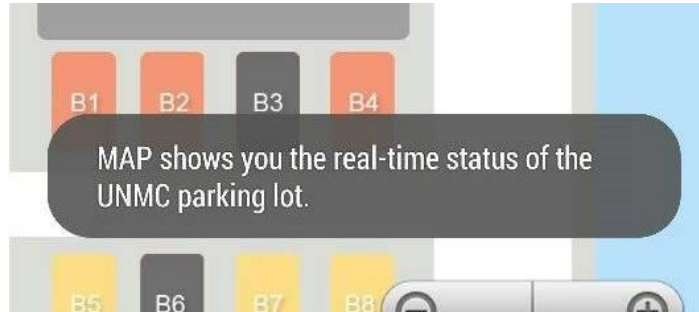 B1 B2 B3 B4
MAP shows you the real-time status of the
UNMC parking lot.
B5 B6 B7 B8